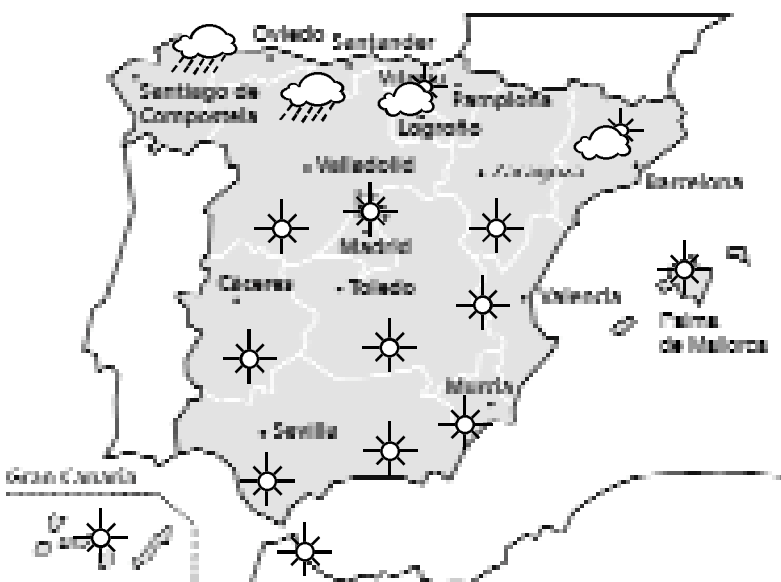 Oviedo
Santander
Santiago de
Compostela
Pamplona
Logroño
Valladolid
Zaragoza
Barcelona
Madrid
Cáceres
Toledo
Valencia
Palma
de Mallorca
Murcia
Sevilla
Gran Canaria